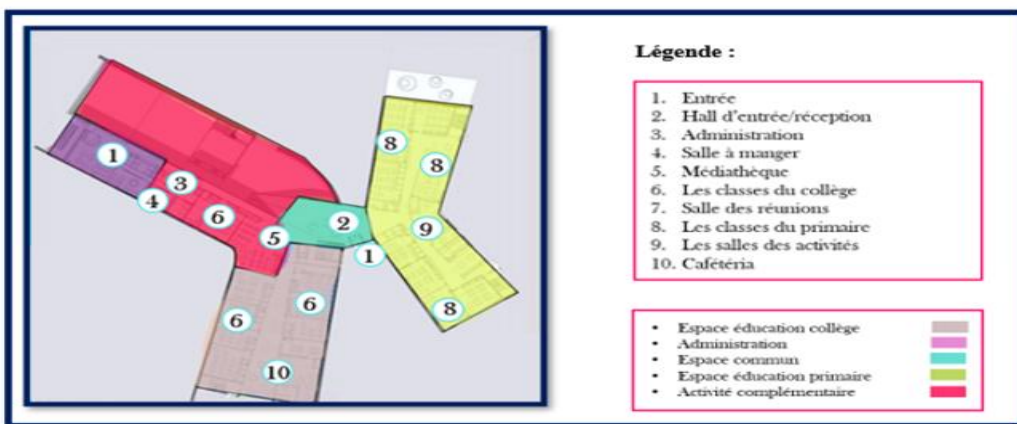 Légende :
1. Entrée
2. Hall d'entrée/réception
3. Administration
4. Salle à manger
5. Médiathèque
6. Les classes du collège
7. Salle des réunions
8. Les classes du primaire
9. Les salles des activités
10. Cafétéria
• Espace éducation collège
• Administration
• Espace commun
• Espace éducation primaire
• Activité complémentaire
1
3
4
6
5
2
1
8
8
9
8
6
6
10